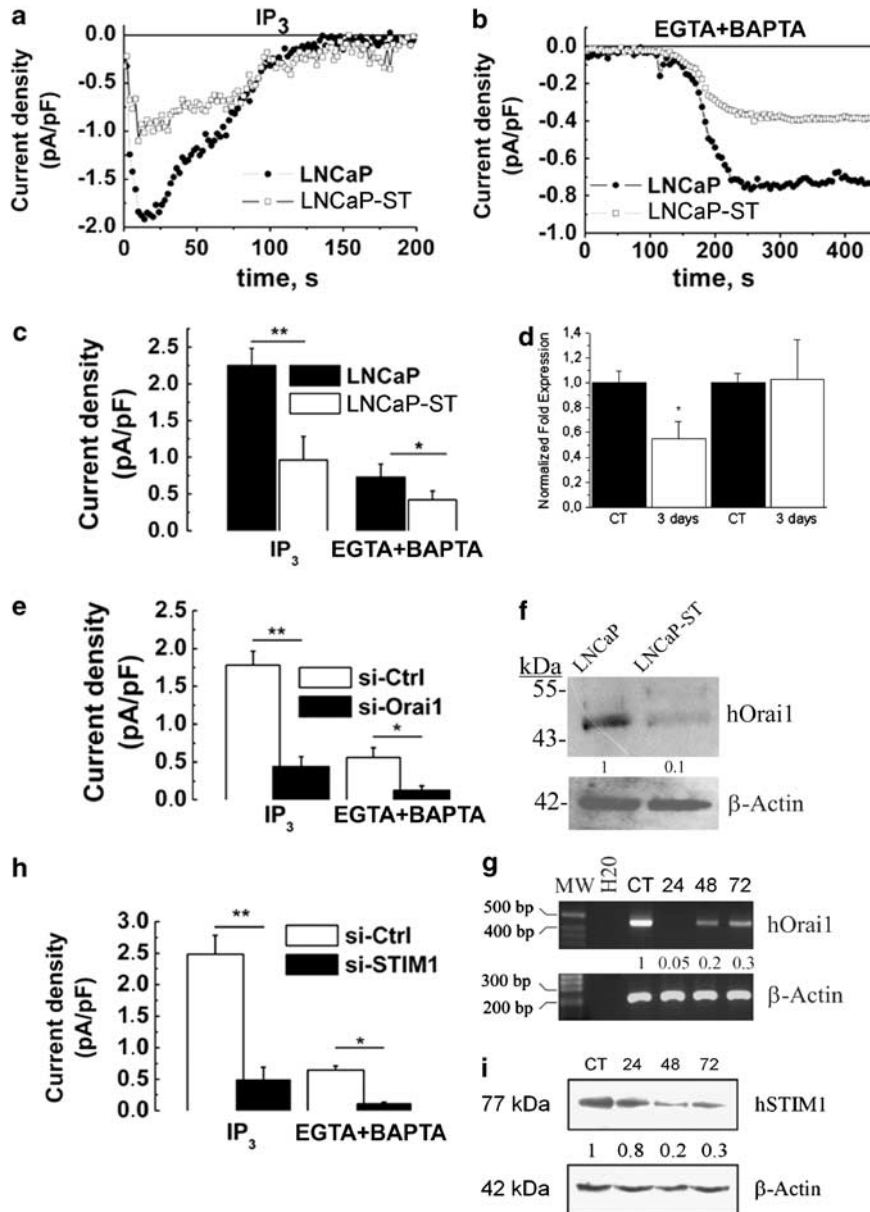 a
IP3
Current density
(pA/pF)
0.0
-0.5
-1.0
-1.5
-2.0
LNCaP
LNCaP-ST
0 50 100 150 200
time, s
b
EGTA+BAPTA
Current density
(pA/pF)
0.0
-0.2
-0.4
-0.6
-0.8
-1.0
LNCaP
LNCaP-ST
0 100 200 300 400
time, s
c
Current density
(pA/pF)
2.5
2.0
1.5
1.0
0.5
0.0
**
LNCaP
LNCaP-ST
*
IP3
EGTA+BAPTA
d
Normalized Fold Expression
1,4
1,2
1,0
0,8
0,6
0,4
0,2
0,0
*
CT 3 days CT 3 days
e
Current density
(pA/pF)
2.5
2.0
1.5
1.0
0.5
0.0
**
si-Ctrl
si-Orai1
*
IP3
EGTA+BAPTA
f
LNCaP
LNCaP-ST
kDa
55-
43-
hOrai1
1 0.1
42-
β-Actin
g
MW H20 CT 24 48 72
500 bp
400 bp
hOrai1
1 0.05 0.2 0.3
300 bp
200 bp
β-Actin
h
Current density
(pA/pF)
3.0
2.5
2.0
1.5
1.0
0.5
0.0
**
si-Ctrl
si-STIM1
*
IP3
EGTA+BAPTA
i
CT 24 48 72
77 kDa
hSTIM1
1 0.8 0.2 0.3
42 kDa
β-Actin